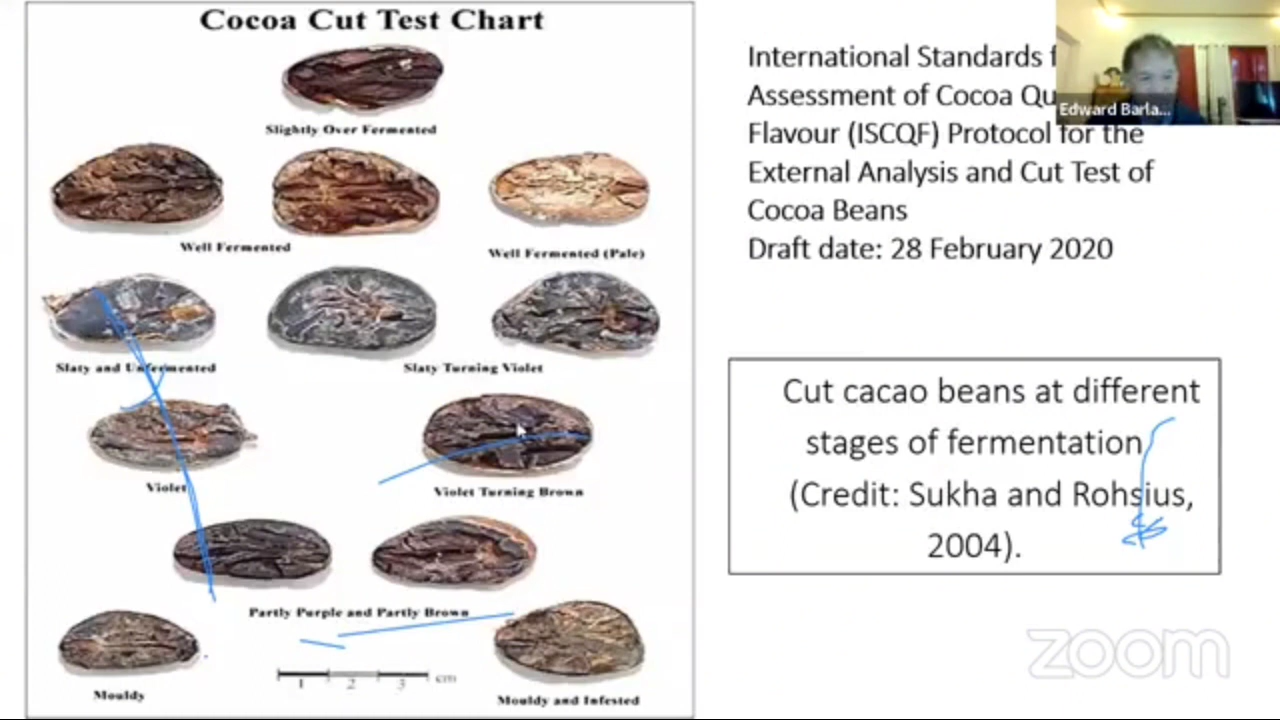 Cocoa Cut Test Chart
Slightly Over Fermented
Well Fermented
Well Fermented (Pale)
Slaty and Unfermented
Slaty Turning Violet
Violet
Violet Turning Brown
Partly Purple and Partly Brown
Mouldy
1 2 3 cm
Mouldy and Infested
International Standards
Assessment of Cocoa
Flavour (ISCQF) Protocol for the
External Analysis and Cut Test of
Cocoa Beans
Draft date: 28 February 2020
Edward Barla...
Cut cacao beans at different
stages of fermentation
(Credit: Sukha and Rohsius,
2004).
zoom